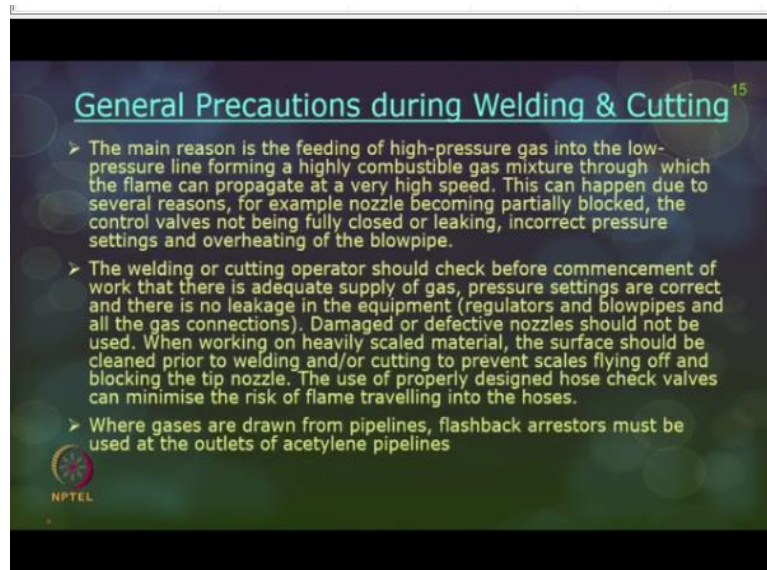 15
General Precautions during Welding & Cutting
➢ The main reason is the feeding of high-pressure gas into the low-
pressure line forming a highly combustible gas mixture through which
the flame can propagate at a very high speed. This can happen due to
several reasons, for example nozzle becoming partially blocked, the
control valves not being fully closed or leaking, incorrect pressure
settings and overheating of the blowpipe.
➢ The welding or cutting operator should check before commencement of
work that there is adequate supply of gas, pressure settings are correct
and there is no leakage in the equipment (regulators and blowpipes and
all the gas connections). Damaged or defective nozzles should not be
used. When working on heavily scaled material, the surface should be
cleaned prior to welding and/or cutting to prevent scales flying off and
blocking the tip nozzle. The use of properly designed hose check valves
can minimise the risk of flame travelling into the hoses.
➢ Where gases are drawn from pipelines, flashback arrestors must be
used at the outlets of acetylene pipelines
NPTEL